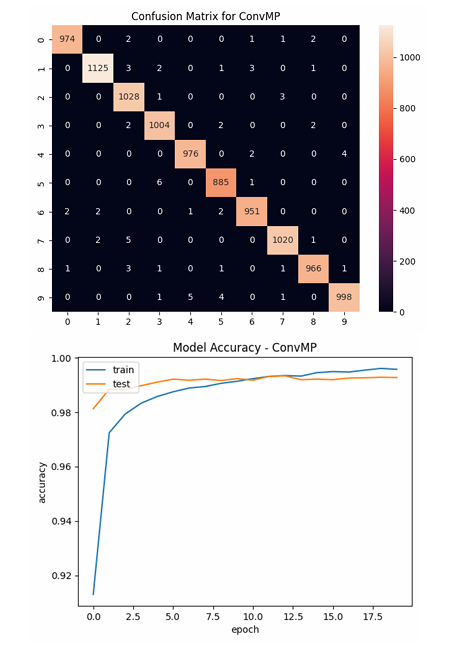 Confusion Matrix for ConvMP
0 974 0 2 0 0 0 1 1 2 0
1 0 1125 3 2 0 1 3 0 1 0
2 0 0 1028 1 0 0 0 3 0 0
3 0 0 2 1004 0 2 0 0 2 0
4 0 0 0 0 976 0 2 0 0 4
5 0 0 0 6 0 885 1 0 0 0
6 2 2 0 0 1 2 951 0 0 0
7 0 2 5 0 0 0 0 1020 1 0
8 1 0 3 1 0 1 0 1 966 1
9 0 0 0 1 5 4 0 1 0 998
0 1 2 3 4 5 6 7 8 9
1000
800
600
400
200
0
Model Accuracy - ConvMP
1.00
0.98
0.96
0.94
0.92
accuracy
train
test
0.0 2.5 5.0 7.5 10.0 12.5 15.0 17.5
epoch